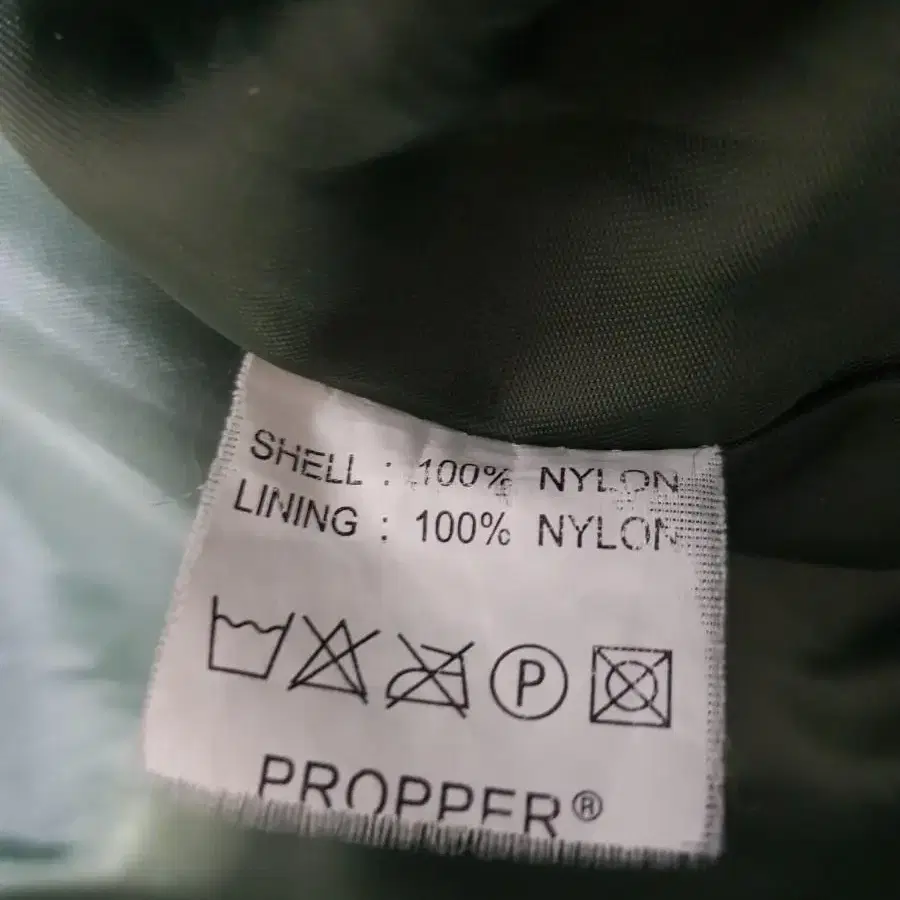 SHELL : 100% NYLON
LINING : 100% NYLON
P
PROPPER®